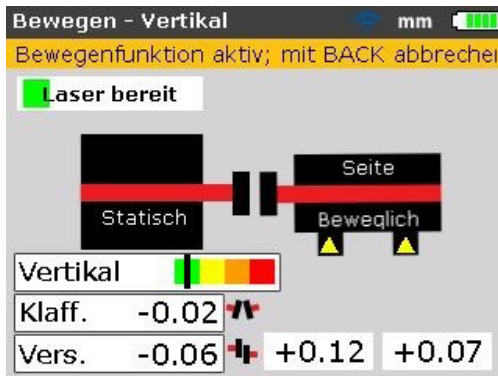 Bewegen - Vertikal mm
Bewegenfunktion aktiv; mit BACK abbrechen
Laser bereit
Seite
Statisch Beweglich
Vertikal
Klaff. -0.02
Vers. -0.06 +0.12 +0.07